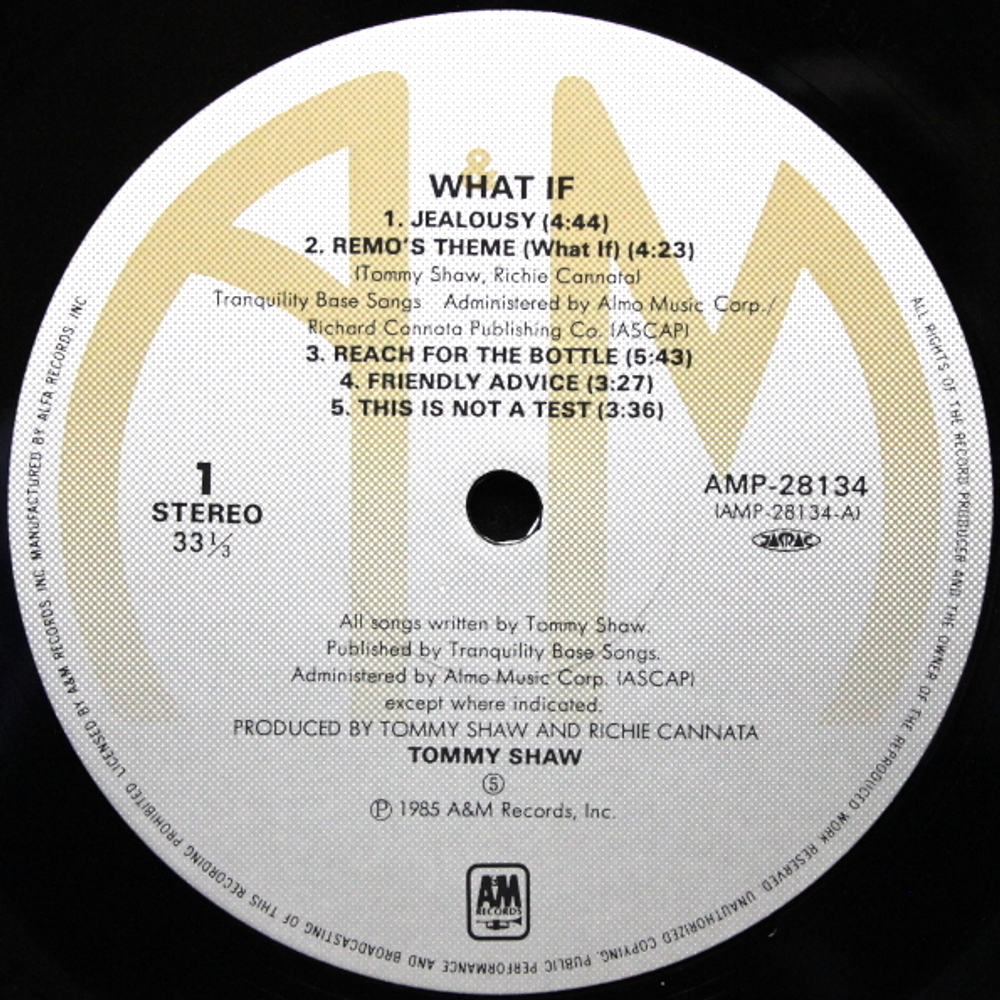 &
WHAT IF
1. JEALOUSY (4:44)
2. REMO'S THEME (What If) (4:23)
(Tommy Shaw, Richie Cannata)
Tranquility Base Songs Administered by Almo Music Corp./
Richard Cannata Publishing Co. (ASCAP)
3. REACH FOR THE BOTTLE (5:43)
4. FRIENDLY ADVICE (3:27)
5. THIS IS NOT A TEST (3:36)
1
STEREO
33 1/3
AMP-28134
(AMP-28134-A)
JASRAC
All songs written by Tommy Shaw.
Published by Tranquility Base Songs.
Administered by Almo Music Corp. (ASCAP)
except where indicated.
PRODUCED BY TOMMY SHAW AND RICHIE CANNATA
TOMMY SHAW
Ⓢ
℗ 1985 A&M Records, Inc.
A&M
RECORDS
ALL RIGHTS OF THE RECORD PRODUCER AND THE OWNER OF THE REPRODUCED WORK RESERVED. UNAUTHORIZED COPYING, PUBLIC PERFORMANCE AND BROADCASTING OF THIS RECORDING PROHIBITED. LICENSED BY A&M RECORDS, INC. MANUFACTURED BY ALFA RECORDS, INC